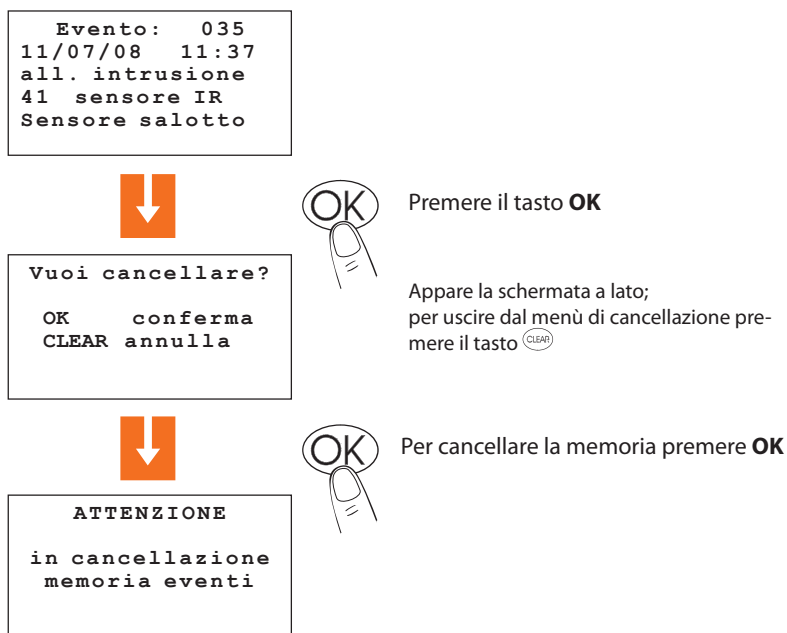 Evento: 035
11/07/08 11:37
all. intrusione
41 sensore IR
Sensore salotto
OK
Premere il tasto OK
Vuoi cancellare?
OK conferma
CLEAR annulla
Appare la schermata a lato;
per uscire dal menù di cancellazione pre-
mere il tasto CLEAR
OK
Per cancellare la memoria premere OK
ATTENZIONE
in cancellazione
memoria eventi